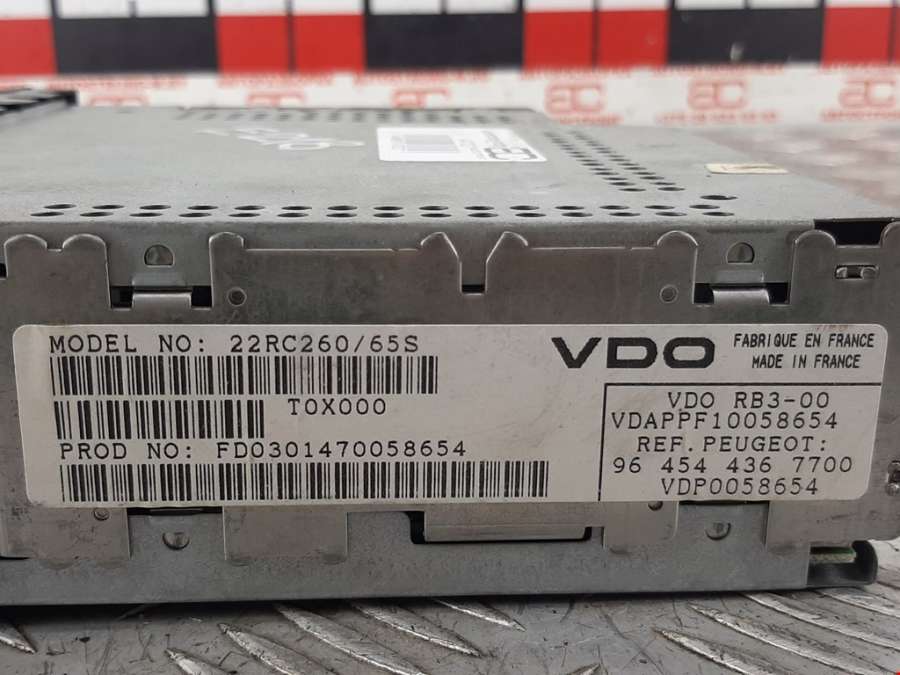 MODEL NO: 22RC260/65S
T0X000
PROD NO: FD0301470058654
VDO
FABRIQUE EN FRANCE
MADE IN FRANCE
VDO RB3-00
VDAPPF10058654
REF. PEUGEOT:
96 454 436 7700
VDP0058654